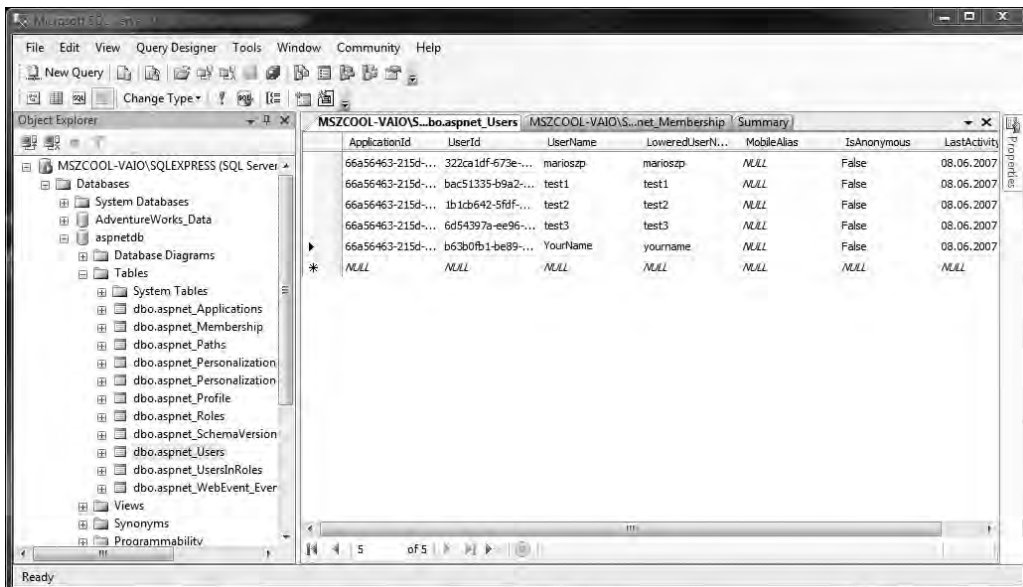 Microsoft SQL Server
File Edit View Query Designer Tools Window Community Help
New Query
Change Type
Object Explorer
MSZCOOL-VAIO\SQLEXPRESS (SQL Server
Databases
System Databases
AdventureWorks_Data
aspnetdb
Database Diagrams
Tables
System Tables
dbo.aspnet_Applications
dbo.aspnet_Membership
dbo.aspnet_Paths
dbo.aspnet_Personalization
dbo.aspnet_Personalization
dbo.aspnet_Profile
dbo.aspnet_Roles
dbo.aspnet_SchemaVersion
dbo.aspnet_Users
dbo.aspnet_UsersInRoles
dbo.aspnet_WebEvent_Even
Views
Synonyms
Programmability
MSZCOOL-VAIO\S...bo.aspnet_Users MSZCOOL-VAIO\S...net_Membership Summary
ApplicationId UserId UserName LoweredUserN... MobileAlias IsAnonymous LastActivity
66a56463-215d-... 322ca1df-673e-... marioszp marioszp NULL False 08.06.2007
66a56463-215d-... bac51335-b9a2-... test1 test1 NULL False 08.06.2007
66a56463-215d-... 1b1cb642-5fdf-... test2 test2 NULL False 08.06.2007
66a56463-215d-... 6d54397a-ee96-... test3 test3 NULL False 08.06.2007
66a56463-215d-... b63b0fb1-be89-... YourName yourname NULL False 08.06.2007
NULL NULL NULL NULL NULL NULL NULL
5 of 5
Properties
Ready